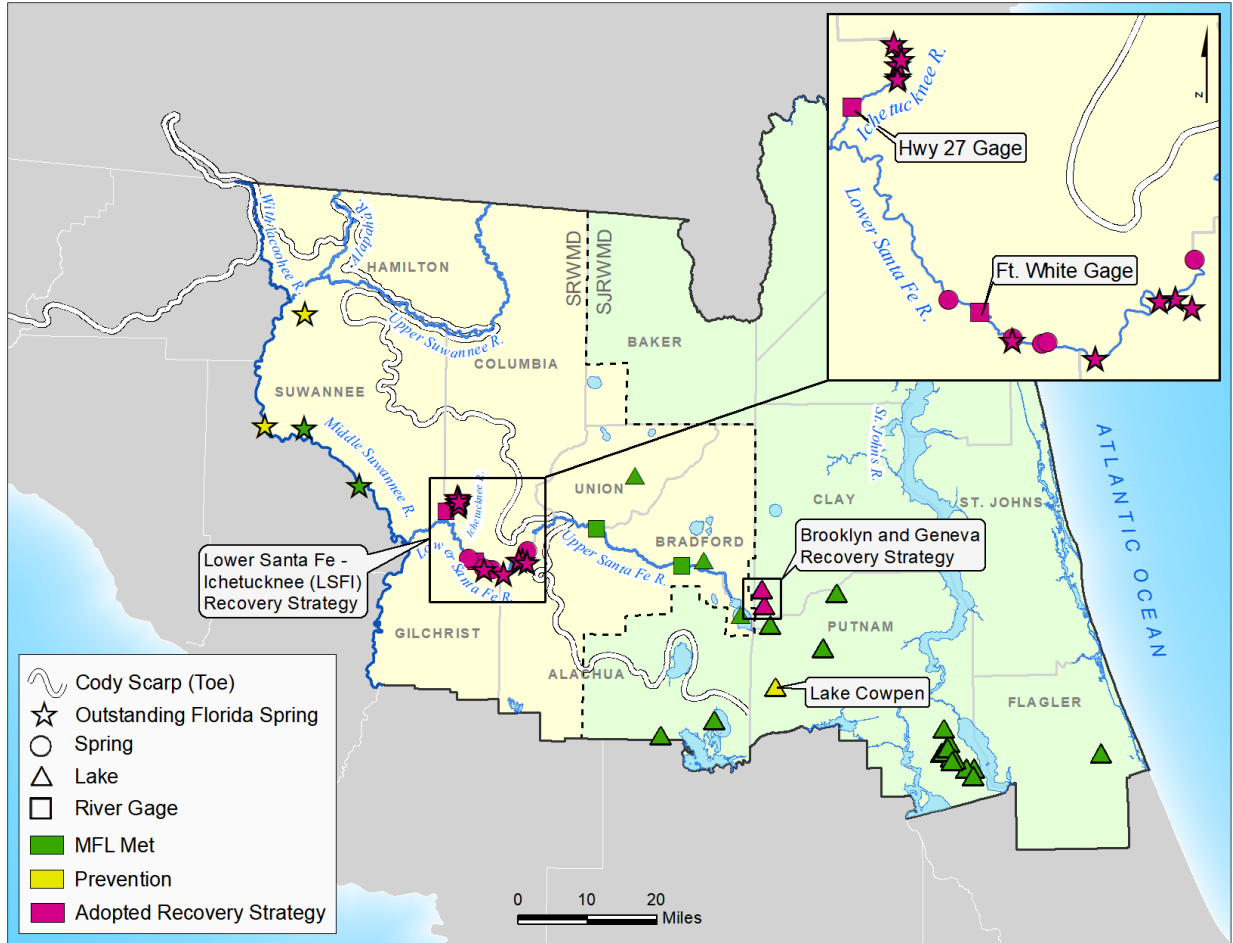 Ichetucknee R.
z
Hwy 27 Gage
Lower Santa Fe R.
Ft. White Gage
Withlacoohee R.
Alapaha R.
HAMILTON
SRWMD
SJRWMD
Upper Suwannee R.
COLUMBIA
BAKER
SUWANNEE
Middle Suwannee R.
St. Johns R.
ATLANTIC OCEAN
Ichetucknee R.
UNION
CLAY
ST. JOHNS
Lower Santa Fe -
Ichetucknee (LSFI)
Recovery Strategy
Lower Santa Fe R.
Upper Santa Fe R.
BRADFORD
Brooklyn and Geneva
Recovery Strategy
GILCHRIST
PUTNAM
ALACHUA
Lake Cowpen
FLAGLER
Cody Scarp (Toe)
Outstanding Florida Spring
Spring
Lake
River Gage
MFL Met
Prevention
Adopted Recovery Strategy
0 10 20
Miles